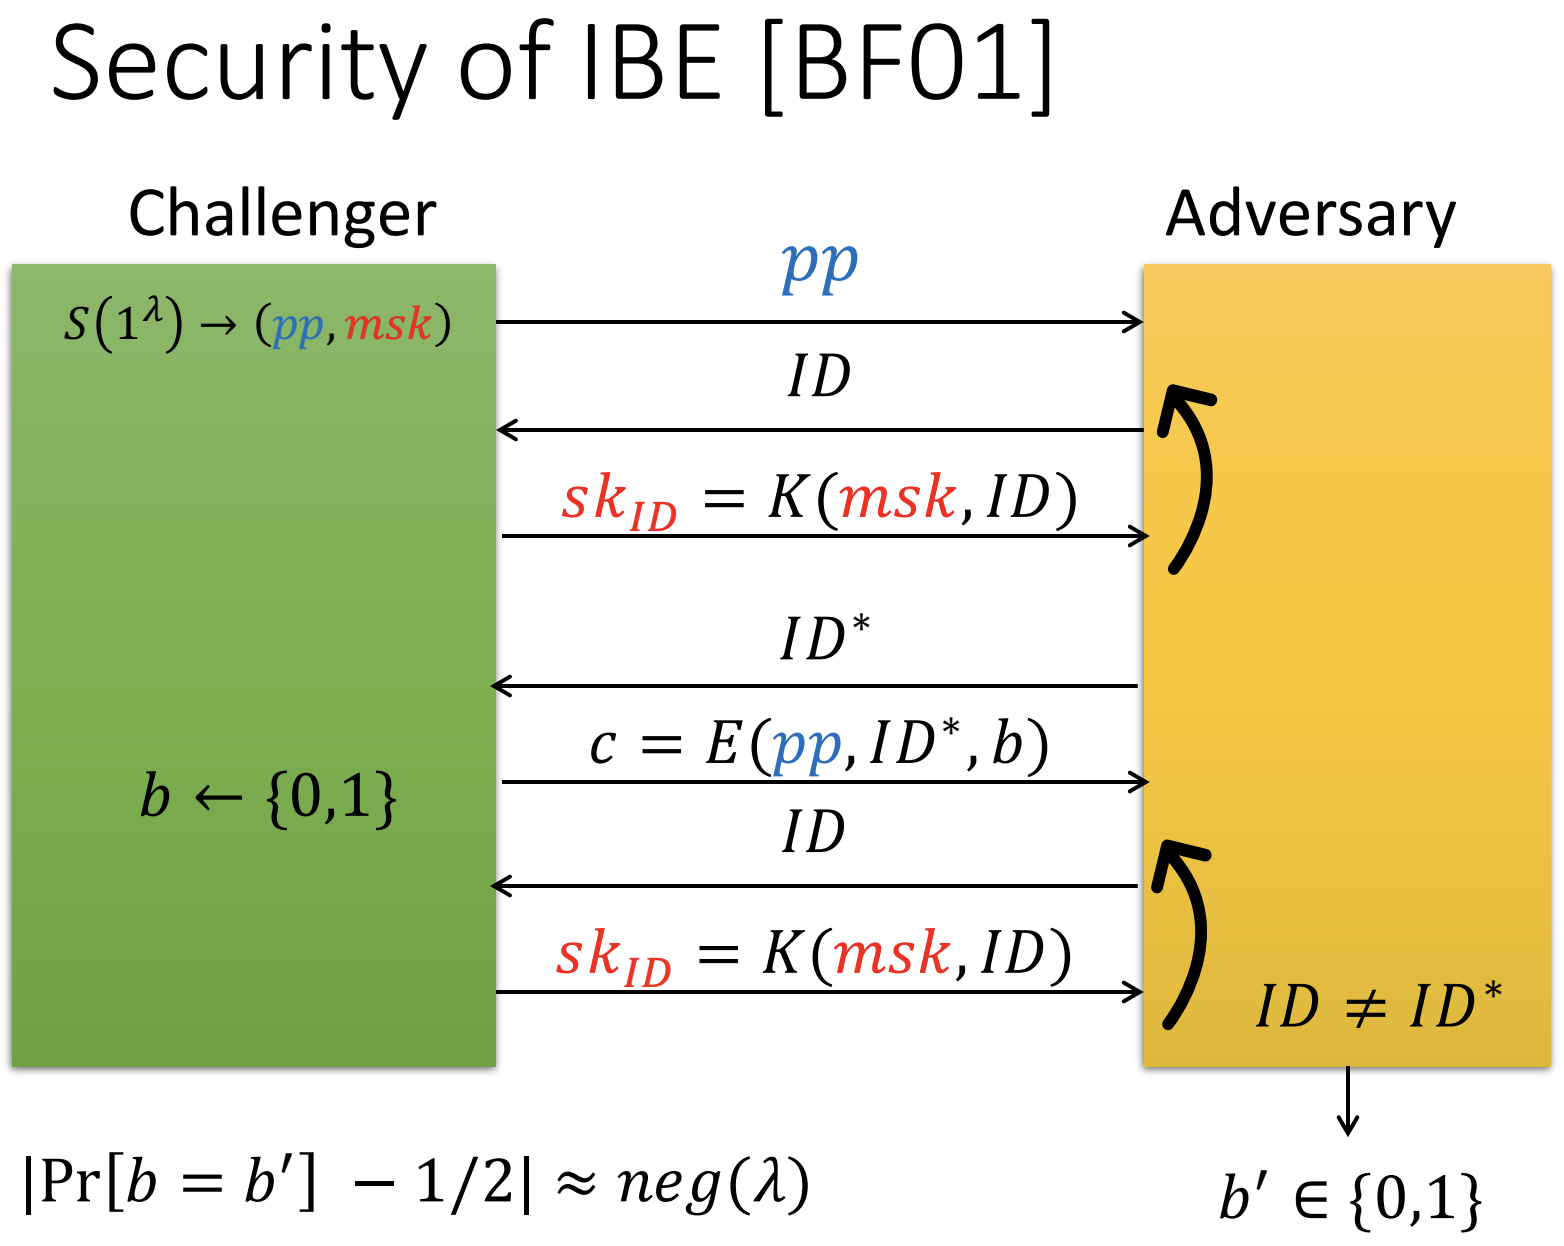 Security of IBE [BF01]
Challenger
Adversary
pp
S(1^λ) → (pp, msk)
ID
sk_ID = K(msk, ID)
ID*
c = E(pp, ID*, b)
b ← {0,1}
ID
sk_ID = K(msk, ID)
ID ≠ ID*
|Pr[b = b′] − 1/2| ≈ neg(λ)
b′ ∈ {0,1}